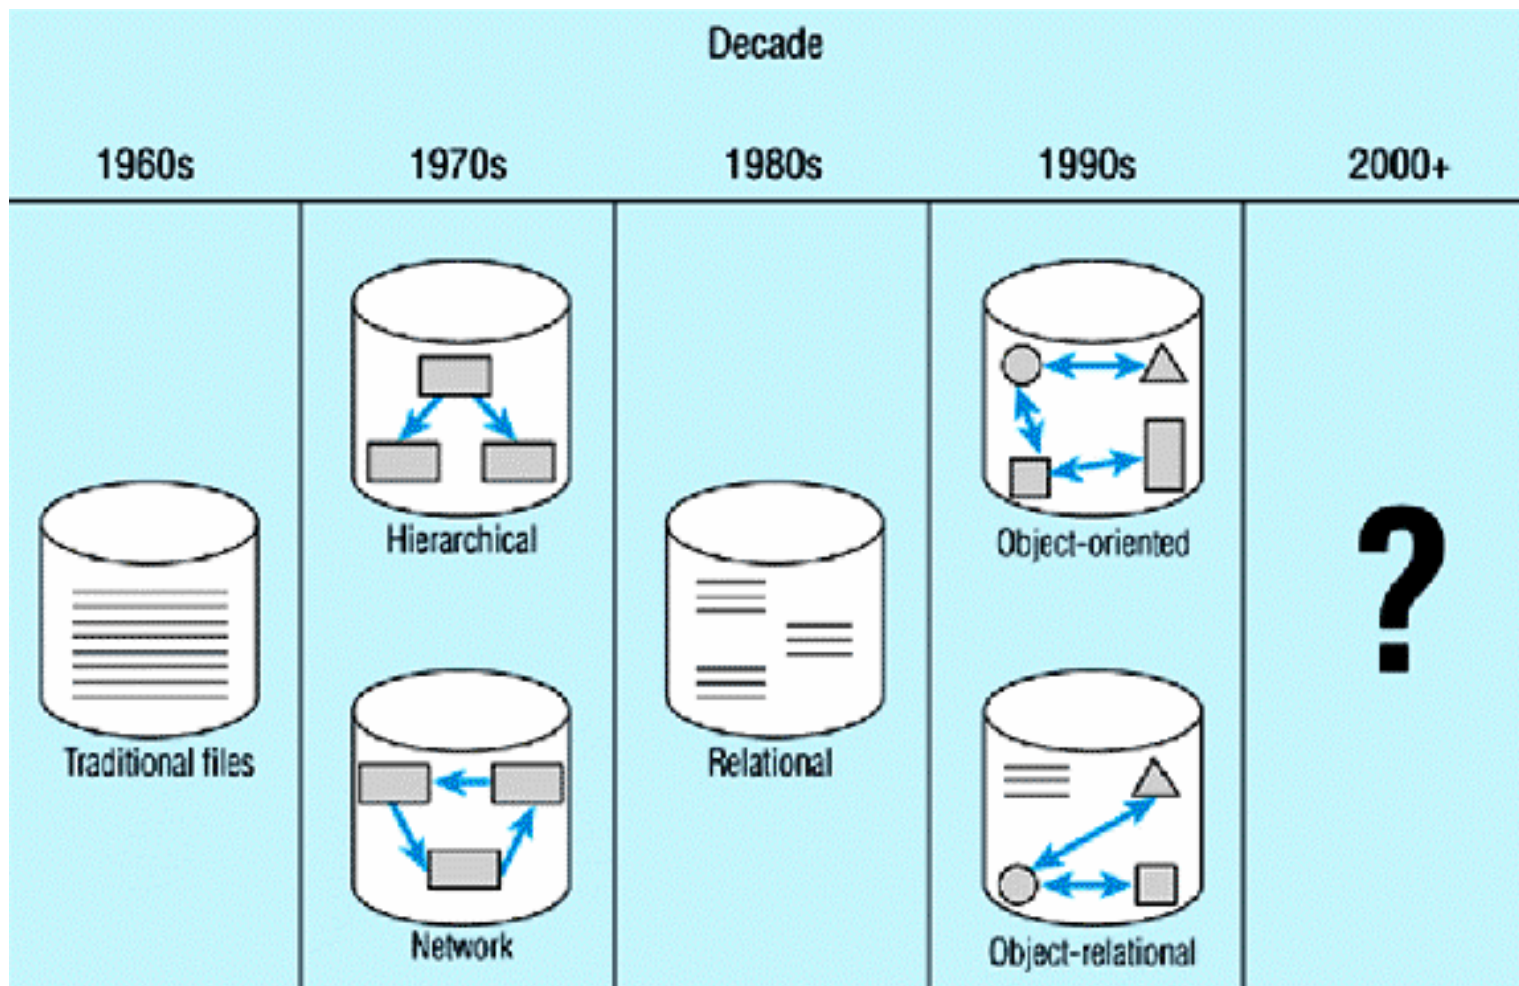 Decade
1960s 1970s 1980s 1990s 2000+
Hierarchical
Object-oriented
?
Traditional files
Relational
Network
Object-relational